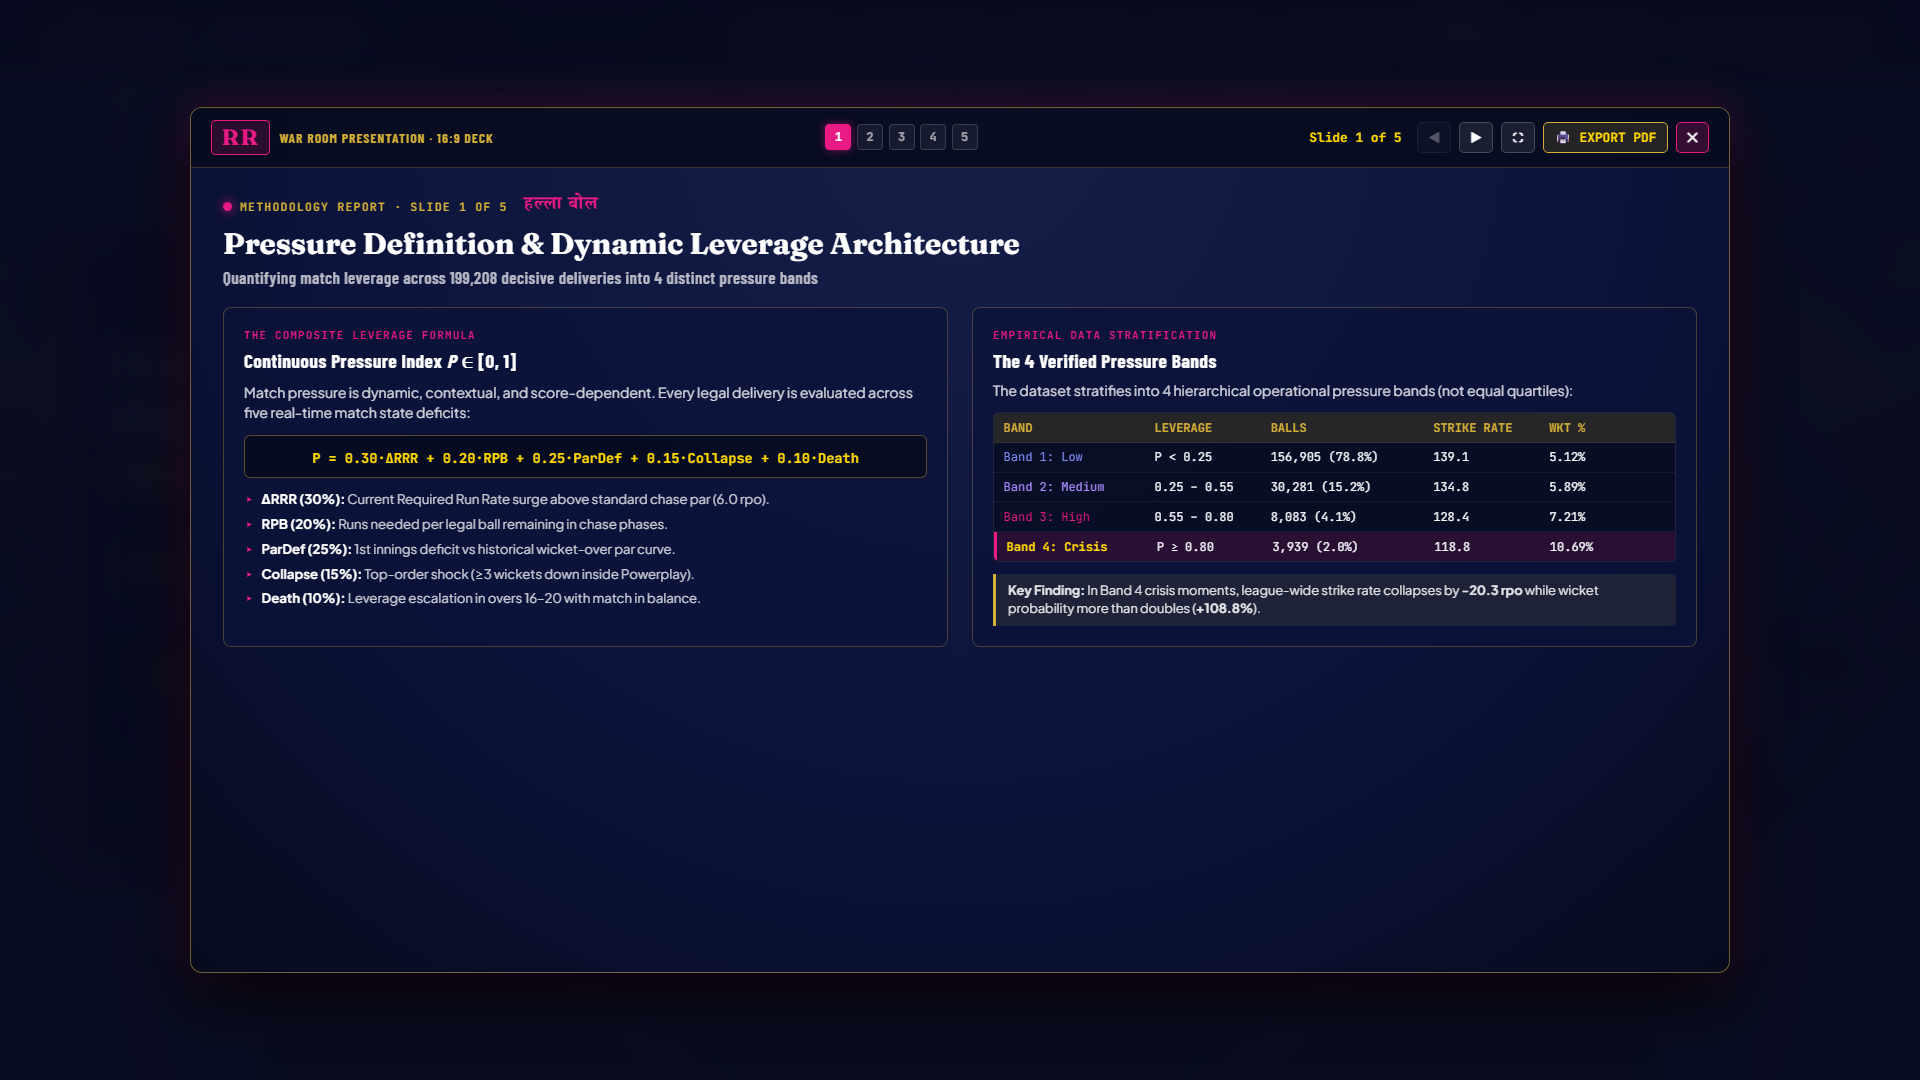 RR WAR ROOM PRESENTATION · 16:9 DECK
1 2 3 4 5
Slide 1 of 5 ◀ ▶ EXPORT PDF ✕
METHODOLOGY REPORT · SLIDE 1 OF 5 हल्ला बोल
Pressure Definition & Dynamic Leverage Architecture
Quantifying match leverage across 199,208 decisive deliveries into 4 distinct pressure bands
THE COMPOSITE LEVERAGE FORMULA
Continuous Pressure Index P ∈ [0, 1]
Match pressure is dynamic, contextual, and score-dependent. Every legal delivery is evaluated across
five real-time match state deficits:
P = 0.30·ΔRRR + 0.20·RPB + 0.25·ParDef + 0.15·Collapse + 0.10·Death
‣ ΔRRR (30%): Current Required Run Rate surge above standard chase par (6.0 rpo).
‣ RPB (20%): Runs needed per legal ball remaining in chase phases.
‣ ParDef (25%): 1st innings deficit vs historical wicket-over par curve.
‣ Collapse (15%): Top-order shock (≥3 wickets down inside Powerplay).
‣ Death (10%): Leverage escalation in overs 16–20 with match in balance.
EMPIRICAL DATA STRATIFICATION
The 4 Verified Pressure Bands
The dataset stratifies into 4 hierarchical operational pressure bands (not equal quartiles):
BAND LEVERAGE BALLS STRIKE RATE WKT %
Band 1: Low P < 0.25 156,905 (78.8%) 139.1 5.12%
Band 2: Medium 0.25 – 0.55 30,281 (15.2%) 134.8 5.89%
Band 3: High 0.55 – 0.80 8,083 (4.1%) 128.4 7.21%
Band 4: Crisis P ≥ 0.80 3,939 (2.0%) 118.8 10.69%
Key Finding: In Band 4 crisis moments, league-wide strike rate collapses by -20.3 rpo while wicket
probability more than doubles (+108.8%).